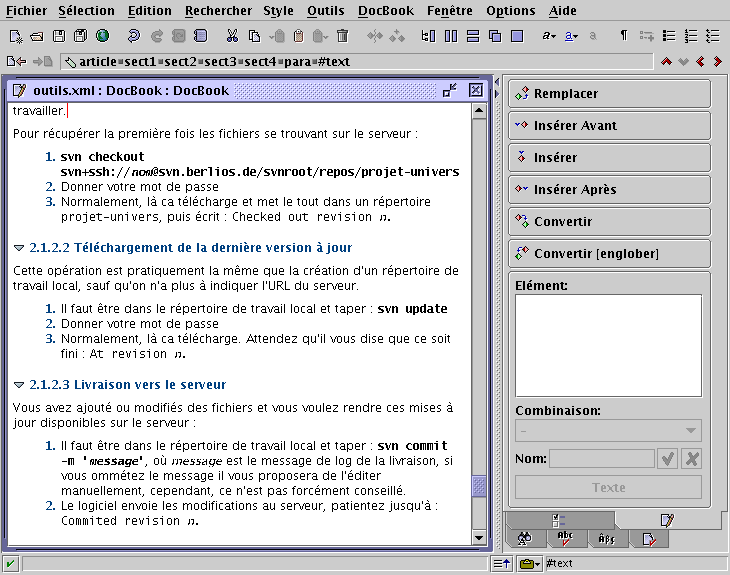 Fichier Sélection Edition Rechercher Style Outils DocBook Fenêtre Options Aide
article sect1 sect2 sect3 sect4 para #text
outils.xml : DocBook : DocBook
travailler.
Pour récupérer la première fois les fichiers se trouvant sur le serveur :
1. svn checkout
svn+ssh://nom@svn.berlios.de/svnroot/repos/projet-univers
2. Donner votre mot de passe
3. Normalement, là ca télécharge et met le tout dans un répertoire
projet-univers, puis écrit : Checked out revision n.
2.1.2.2 Téléchargement de la dernière version à jour
Cette opération est pratiquement la même que la création d'un répertoire de
travail local, sauf qu'on n'a plus à indiquer l'URL du serveur.
1. Il faut être dans le répertoire de travail local et taper : svn update
2. Donner votre mot de passe
3. Normalement, là ca télécharge. Attendez qu'il vous dise que ce soit
fini : At revision n.
2.1.2.3 Livraison vers le serveur
Vous avez ajouté ou modifiés des fichiers et vous voulez rendre ces mises à
jour disponibles sur le serveur :
1. Il faut être dans le répertoire de travail local et taper : svn commit
-m 'message', où message est le message de log de la livraison, si
vous ommétez le message il vous proposera de l'éditer
manuellement, cependant, ce n'est pas forcément conseillé.
2. Le logiciel envoie les modifications au serveur, patientez jusqu'à :
Commited revision n.
Remplacer
Insérer Avant
Insérer
Insérer Après
Convertir
Convertir [englober]
Elément:
Combinaison:
-
Nom:
Texte
Abc
Âßç
#text